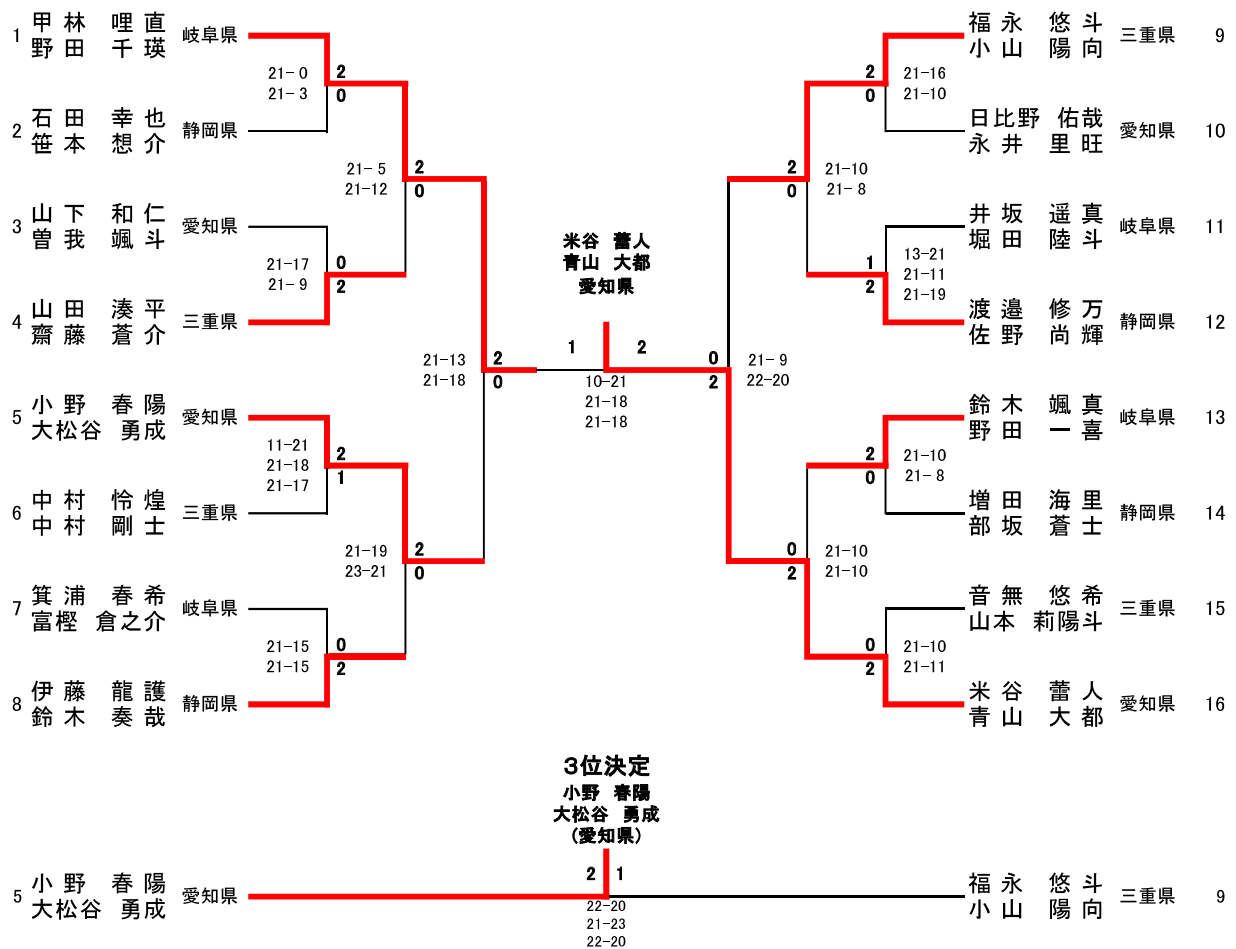 1 甲林 哩直 岐阜県
野田 千瑛
21- 0 2
21- 3 0
2 石田 幸也 静岡県
笹本 想介
21- 5 2
21-12 0
3 山下 和仁 愛知県
曽我 颯斗
21-17 0
21- 9 2
4 山田 湊平 三重県
齋藤 蒼介
21-13 2
21-18 0
5 小野 春陽 愛知県
大松谷 勇成
11-21 2
21-18 1
21-17
6 中村 怜煌 三重県
中村 剛士
21-19 2
23-21 0
7 箕浦 春希 岐阜県
富樫 倉之介
21-15 0
21-15 2
8 伊藤 龍護 静岡県
鈴木 奏哉
米谷 蕾人
青山 大都
愛知県
1 2
10-21
21-18
21-18
福永 悠斗 三重県 9
小山 陽向
2 21-16
0 21-10
日比野 佑哉 愛知県 10
永井 里旺
2 21-10
0 21- 8
井坂 遥真 岐阜県 11
堀田 陸斗
1 13-21
2 21-11
21-19
渡邉 修万 静岡県 12
佐野 尚輝
0 21- 9
2 22-20
鈴木 颯真 岐阜県 13
野田 一喜
2 21-10
0 21- 8
増田 海里 静岡県 14
部坂 蒼士
0 21-10
2 21-10
音無 悠希 三重県 15
山本 莉陽斗
0 21-10
2 21-11
米谷 蕾人 愛知県 16
青山 大都
3位決定
小野 春陽
大松谷 勇成
(愛知県)
2 1
5 小野 春陽 愛知県
大松谷 勇成
22-20
21-23
22-20
福永 悠斗 三重県 9
小山 陽向